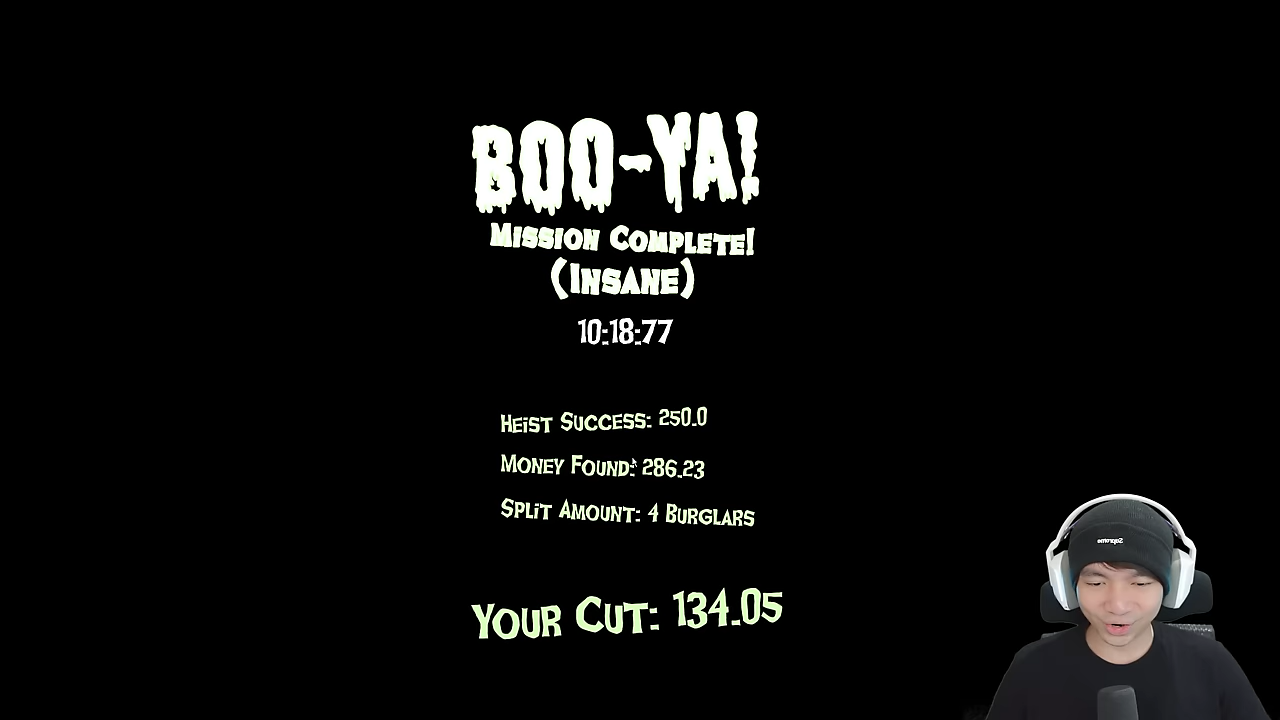 BOO-YA!
MISSION COMPLETE!
(INSANE)
10:18:77
HEIST SUCCESS: 250.0
MONEY FOUND: 286.23
SPLIT AMOUNT: 4 BURGLARS
YOUR CUT: 134.05